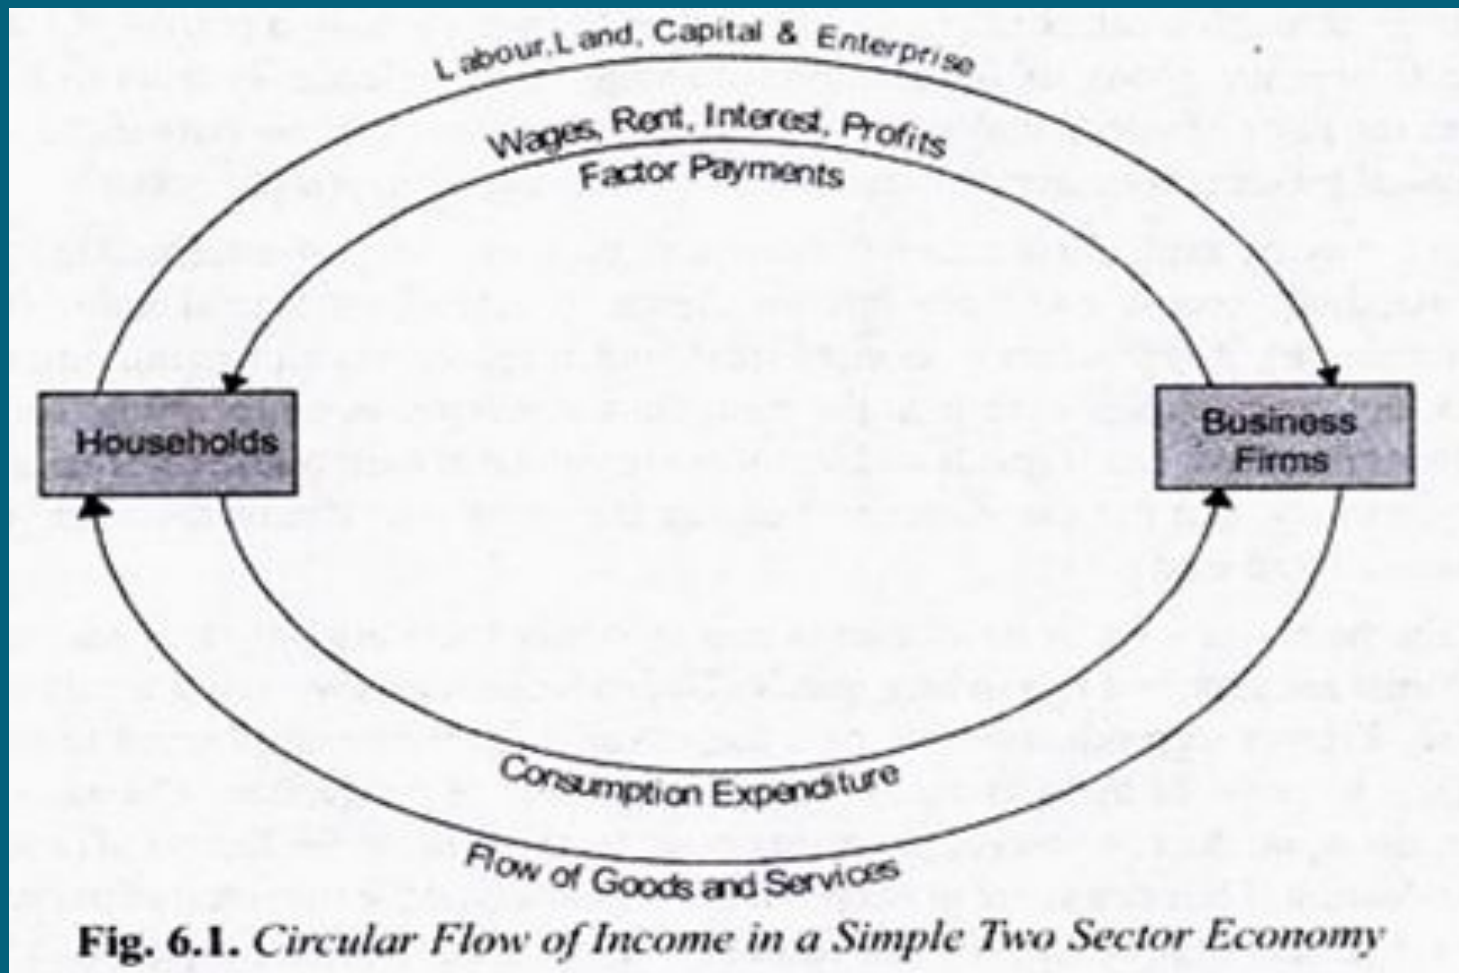 Labour, Land, Capital & Enterprise.
Wages, Rent, Interest, Profits
Factor Payments
Households
Business
Firms
Consumption Expenditure
Flow of Goods and Services
Fig. 6.1. Circular Flow of Income in a Simple Two Sector Economy